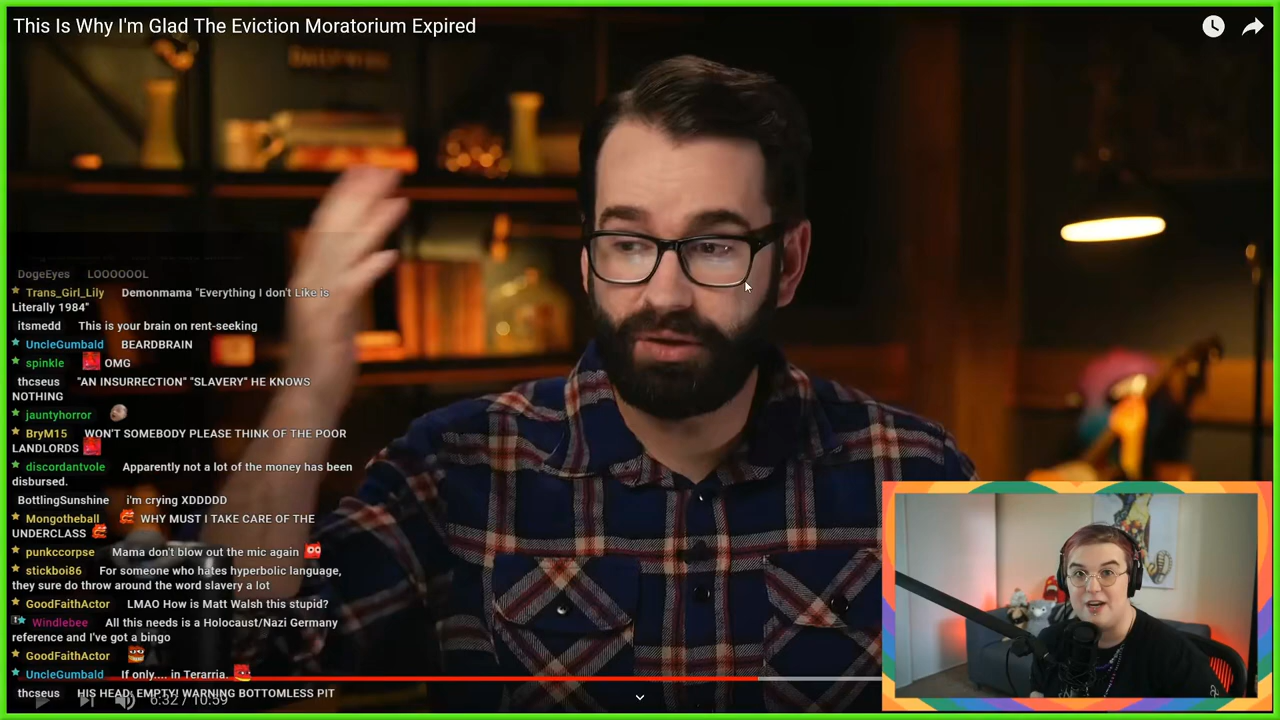 This Is Why I'm Glad The Eviction Moratorium Expired
DogeEyes LOOOOOOL
Trans_Girl_Lily Demonmama "Everything I don't Like is
Literally 1984"
itsmedd This is your brain on rent-seeking
UncleGumbald BEARDBRAIN
spinkle OMG
thcseus "AN INSURRECTION" "SLAVERY" HE KNOWS
NOTHING
jauntyhorror
BryM15 WON'T SOMEBODY PLEASE THINK OF THE POOR
LANDLORDS
discordantvole Apparently not a lot of the money has been
disbursed.
BottlingSunshine i'm crying XDDDDD
Mongotheball WHY MUST I TAKE CARE OF THE
UNDERCLASS
punkccorpse Mama don't blow out the mic again
stickboi86 For someone who hates hyperbolic language,
they sure do throw around the word slavery a lot
GoodFaithActor LMAO How is Matt Walsh this stupid?
Windlebee All this needs is a Holocaust/Nazi Germany
reference and I've got a bingo
GoodFaithActor
UncleGumbald If only.... in Terarria.
thcseus HIS HEAD: EMPTY! WARNING BOTTOMLESS PIT
6:32 / 10:59